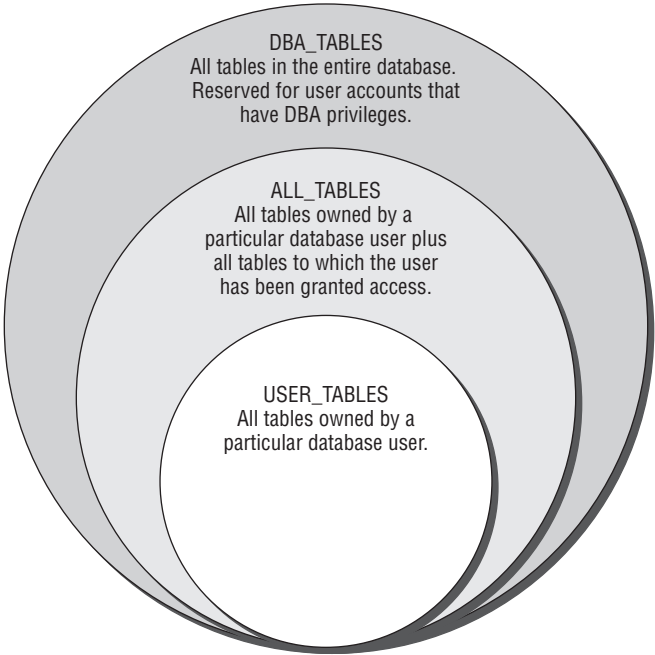 DBA_TABLES
All tables in the entire database.
Reserved for user accounts that
have DBA privileges.
ALL_TABLES
All tables owned by a
particular database user plus
all tables to which the user
has been granted access.
USER_TABLES
All tables owned by a
particular database user.